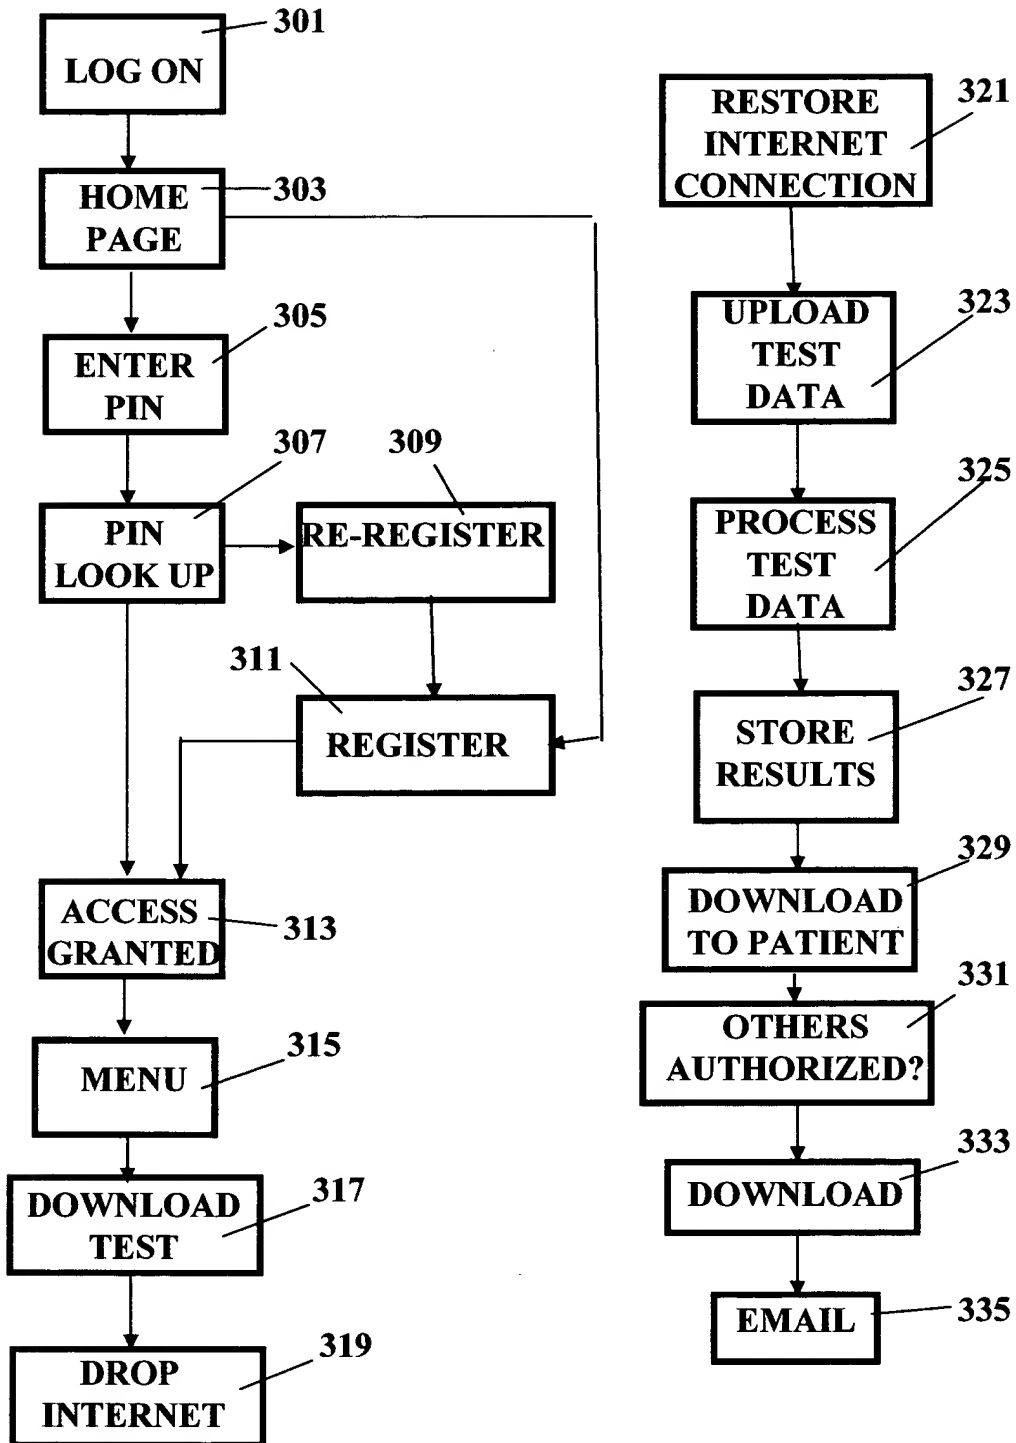 301
LOG ON
303
HOME
PAGE
305
ENTER
PIN
307
PIN
LOOK UP
309
RE-REGISTER
311
REGISTER
ACCESS
GRANTED
313
315
MENU
317
DOWNLOAD
TEST
319
DROP
INTERNET
321
RESTORE
INTERNET
CONNECTION
323
UPLOAD
TEST
DATA
325
PROCESS
TEST
DATA
327
STORE
RESULTS
329
DOWNLOAD
TO PATIENT
331
OTHERS
AUTHORIZED?
333
DOWNLOAD
335
EMAIL